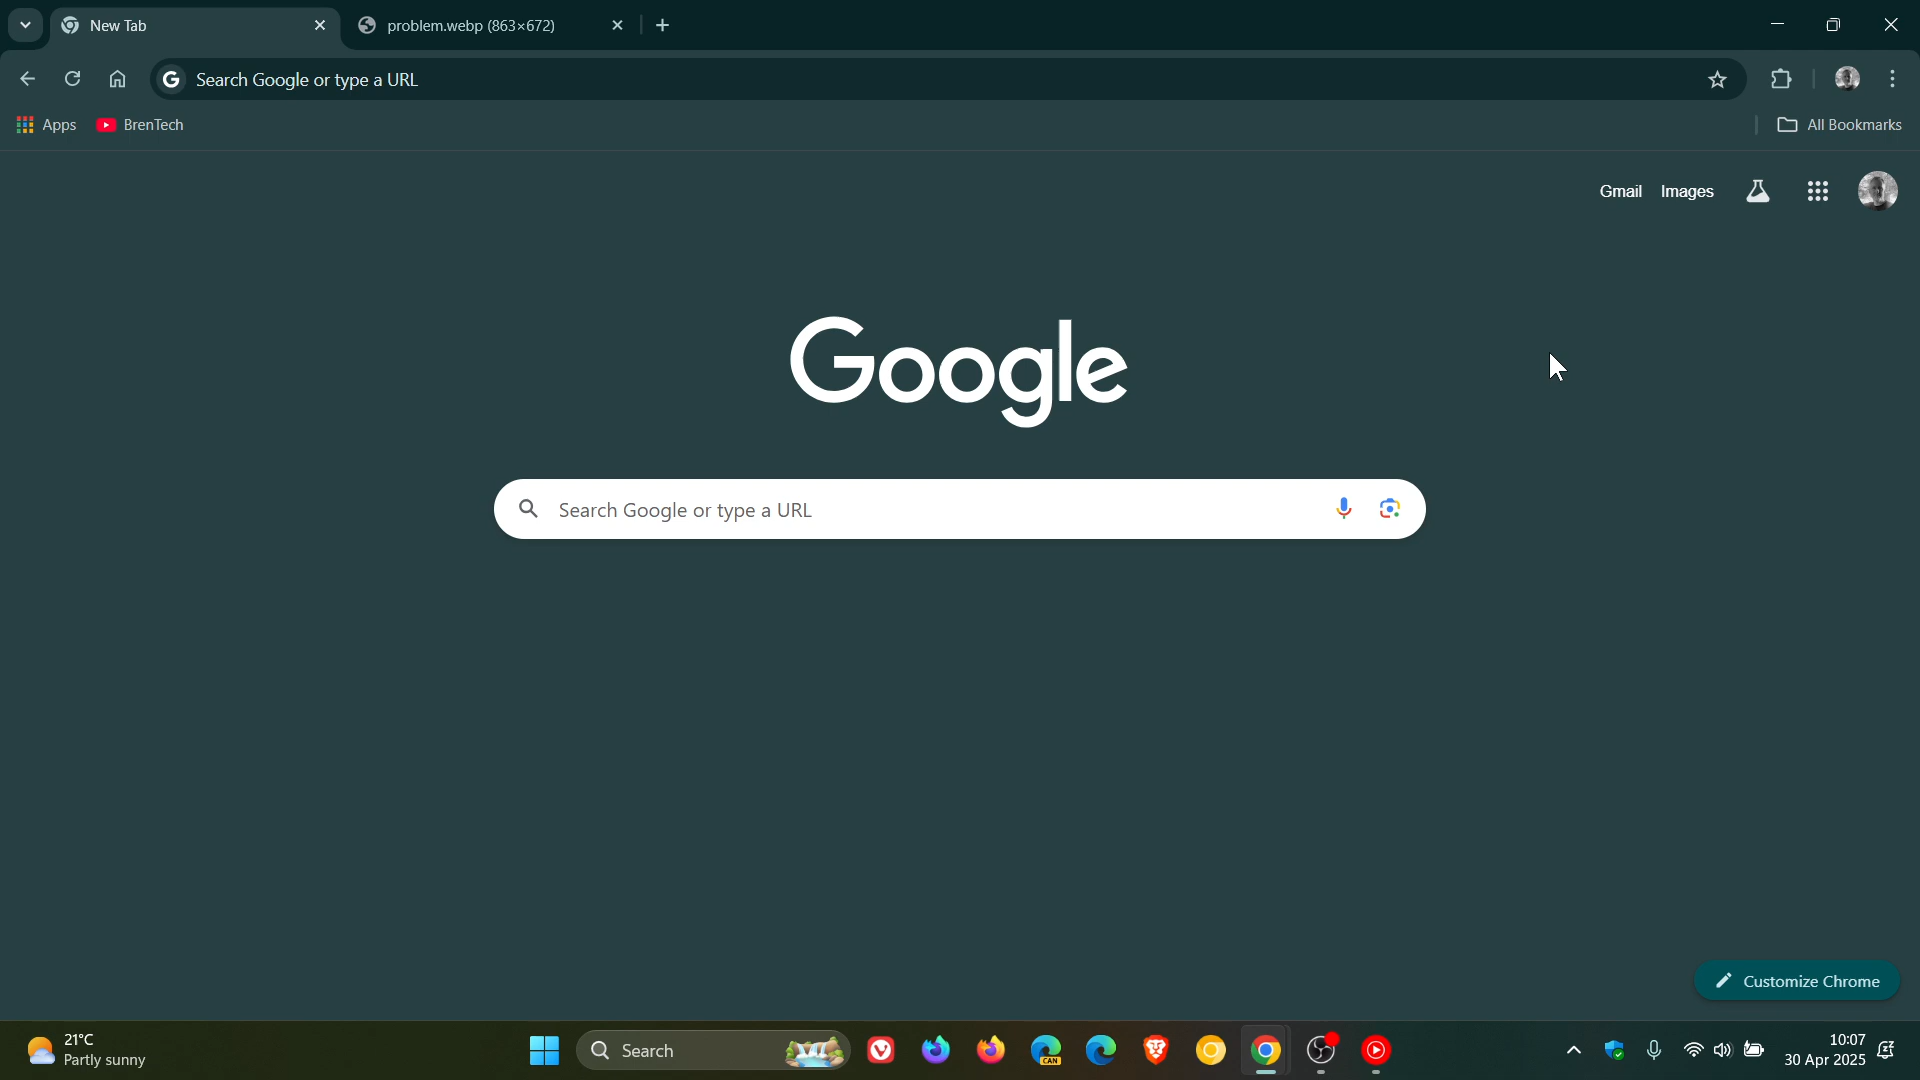 New Tab
problem.webp (863×672)
Search Google or type a URL
Apps
BrenTech
All Bookmarks
Gmail
Images
Google
Search Google or type a URL
Customize Chrome
21°C
Partly sunny
Search
CAN
10:07
30 Apr 2025